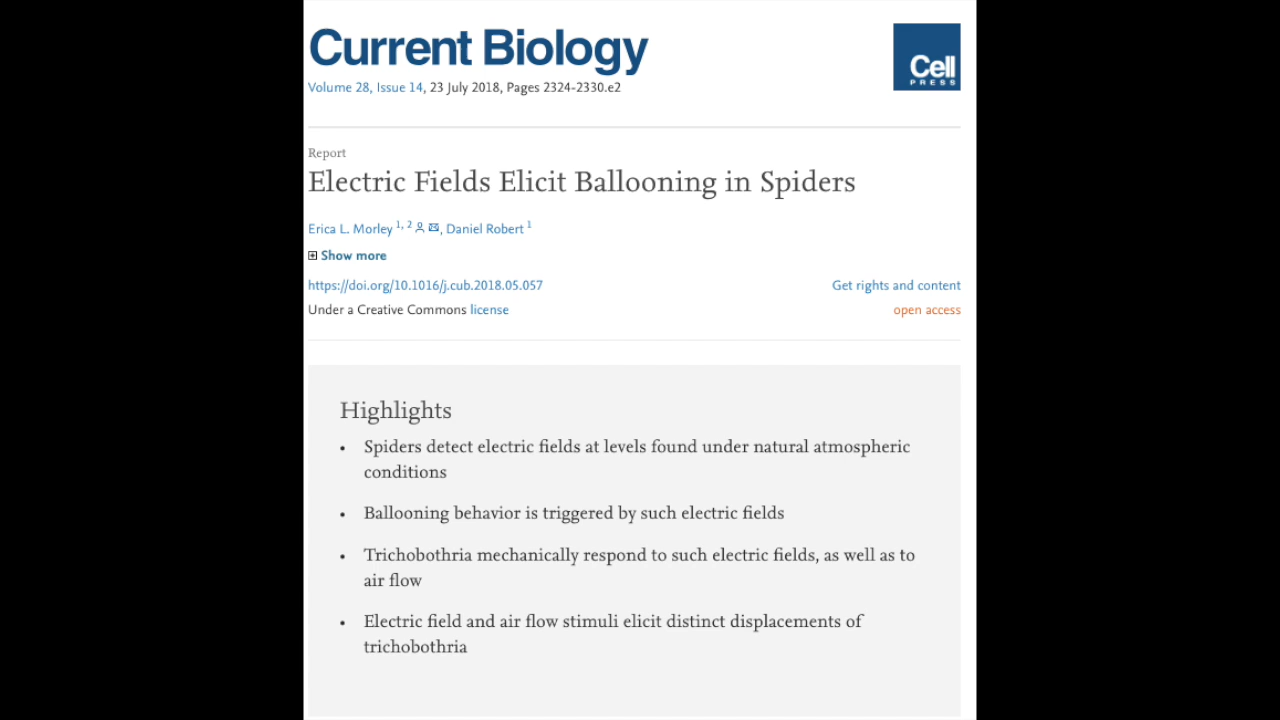 Current Biology
Cell
PRESS
Volume 28, Issue 14, 23 July 2018, Pages 2324-2330.e2
Report
Electric Fields Elicit Ballooning in Spiders
Erica L. Morley 1, 2, Daniel Robert 1
Show more
https://doi.org/10.1016/j.cub.2018.05.057
Get rights and content
Under a Creative Commons license
open access
Highlights
• Spiders detect electric fields at levels found under natural atmospheric
conditions
• Ballooning behavior is triggered by such electric fields
• Trichobothria mechanically respond to such electric fields, as well as to
air flow
• Electric field and air flow stimuli elicit distinct displacements of
trichobothria